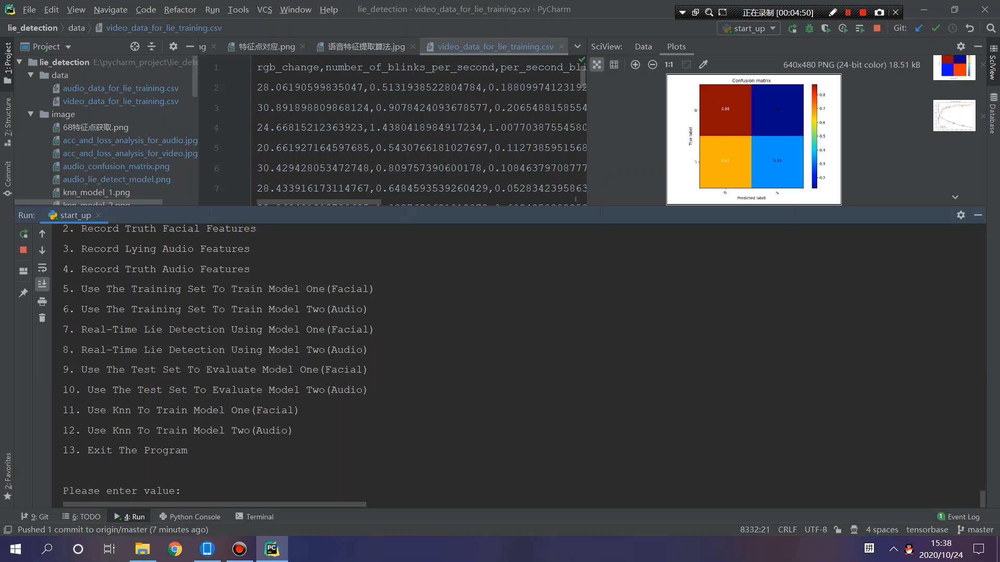 File Edit View Navigate Code Refactor Run Tools VCS Window Help lie_detection - video_data_for_lie_training.csv - PyCharm
正在录制 [00:04:50]
lie_detection data video_data_for_lie_training.csv
start_up Git:
1: Project
7: Structure
Commit
2: Favorites
Project
lie_detection E:\pycharm_project\lie_dete
data
audio_data_for_lie_training.csv
video_data_for_lie_training.csv
image
68特征点获取.png
acc_and_loss_analysis_for_audio.jpg
acc_and_loss_analysis_for_video.jpg
audio_confusion_matrix.png
audio_lie_detect_model.png
knn_model_1.png
knn_model_2.png
ng 特征点对应.png 语音特征提取算法.jpg video_data_for_lie_training.csv
1 rgb_change,number_of_blinks_per_second,per_second_bli
2 28.06190599835047,0.5131938522804784,0.18809974123192
3 30.891898809868124,0.9078424093678577,0.2065488158554
4 24.66815212363923,1.4380418984917234,1.00770387554580
5 20.661927164597685,0.5430766181027697,0.1127385951568
6 30.429428053472748,0.809757390600178,0.10846379708777
7 28.433916173114767,0.6484593539260429,0.0528342395863
SciView: Data Plots
1:1 640x480 PNG (24-bit color) 18.51 kB
Confusion matrix
True label
0
1
0.88
0.67 0.33
0 1
Predicted label
0.8
0.7
0.6
0.5
0.4
0.3
0.2
SciView
Database
Run: start_up
2. Record Truth Facial Features
3. Record Lying Audio Features
4. Record Truth Audio Features
5. Use The Training Set To Train Model One(Facial)
6. Use The Training Set To Train Model Two(Audio)
7. Real-Time Lie Detection Using Model One(Facial)
8. Real-Time Lie Detection Using Model Two(Audio)
9. Use The Test Set To Evaluate Model One(Facial)
10. Use The Test Set To Evaluate Model Two(Audio)
11. Use Knn To Train Model One(Facial)
12. Use Knn To Train Model Two(Audio)
13. Exit The Program
Please enter value:
9: Git 6: TODO 4: Run Python Console Terminal 1 Event Log
Pushed 1 commit to origin/master (7 minutes ago) 8332:21 CRLF UTF-8 4 spaces tensorbase master
PC 拼 15:38
2020/10/24